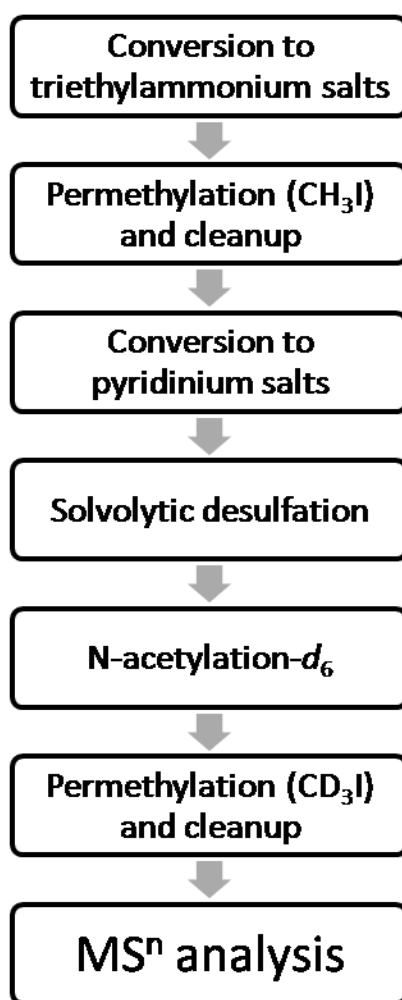 Conversion to
triethylammonium salts
Permethylation (CH₃I)
and cleanup
Conversion to
pyridinium salts
Solvolytic desulfation
N-acetylation-d₆
Permethylation (CD₃I)
and cleanup
MSⁿ analysis